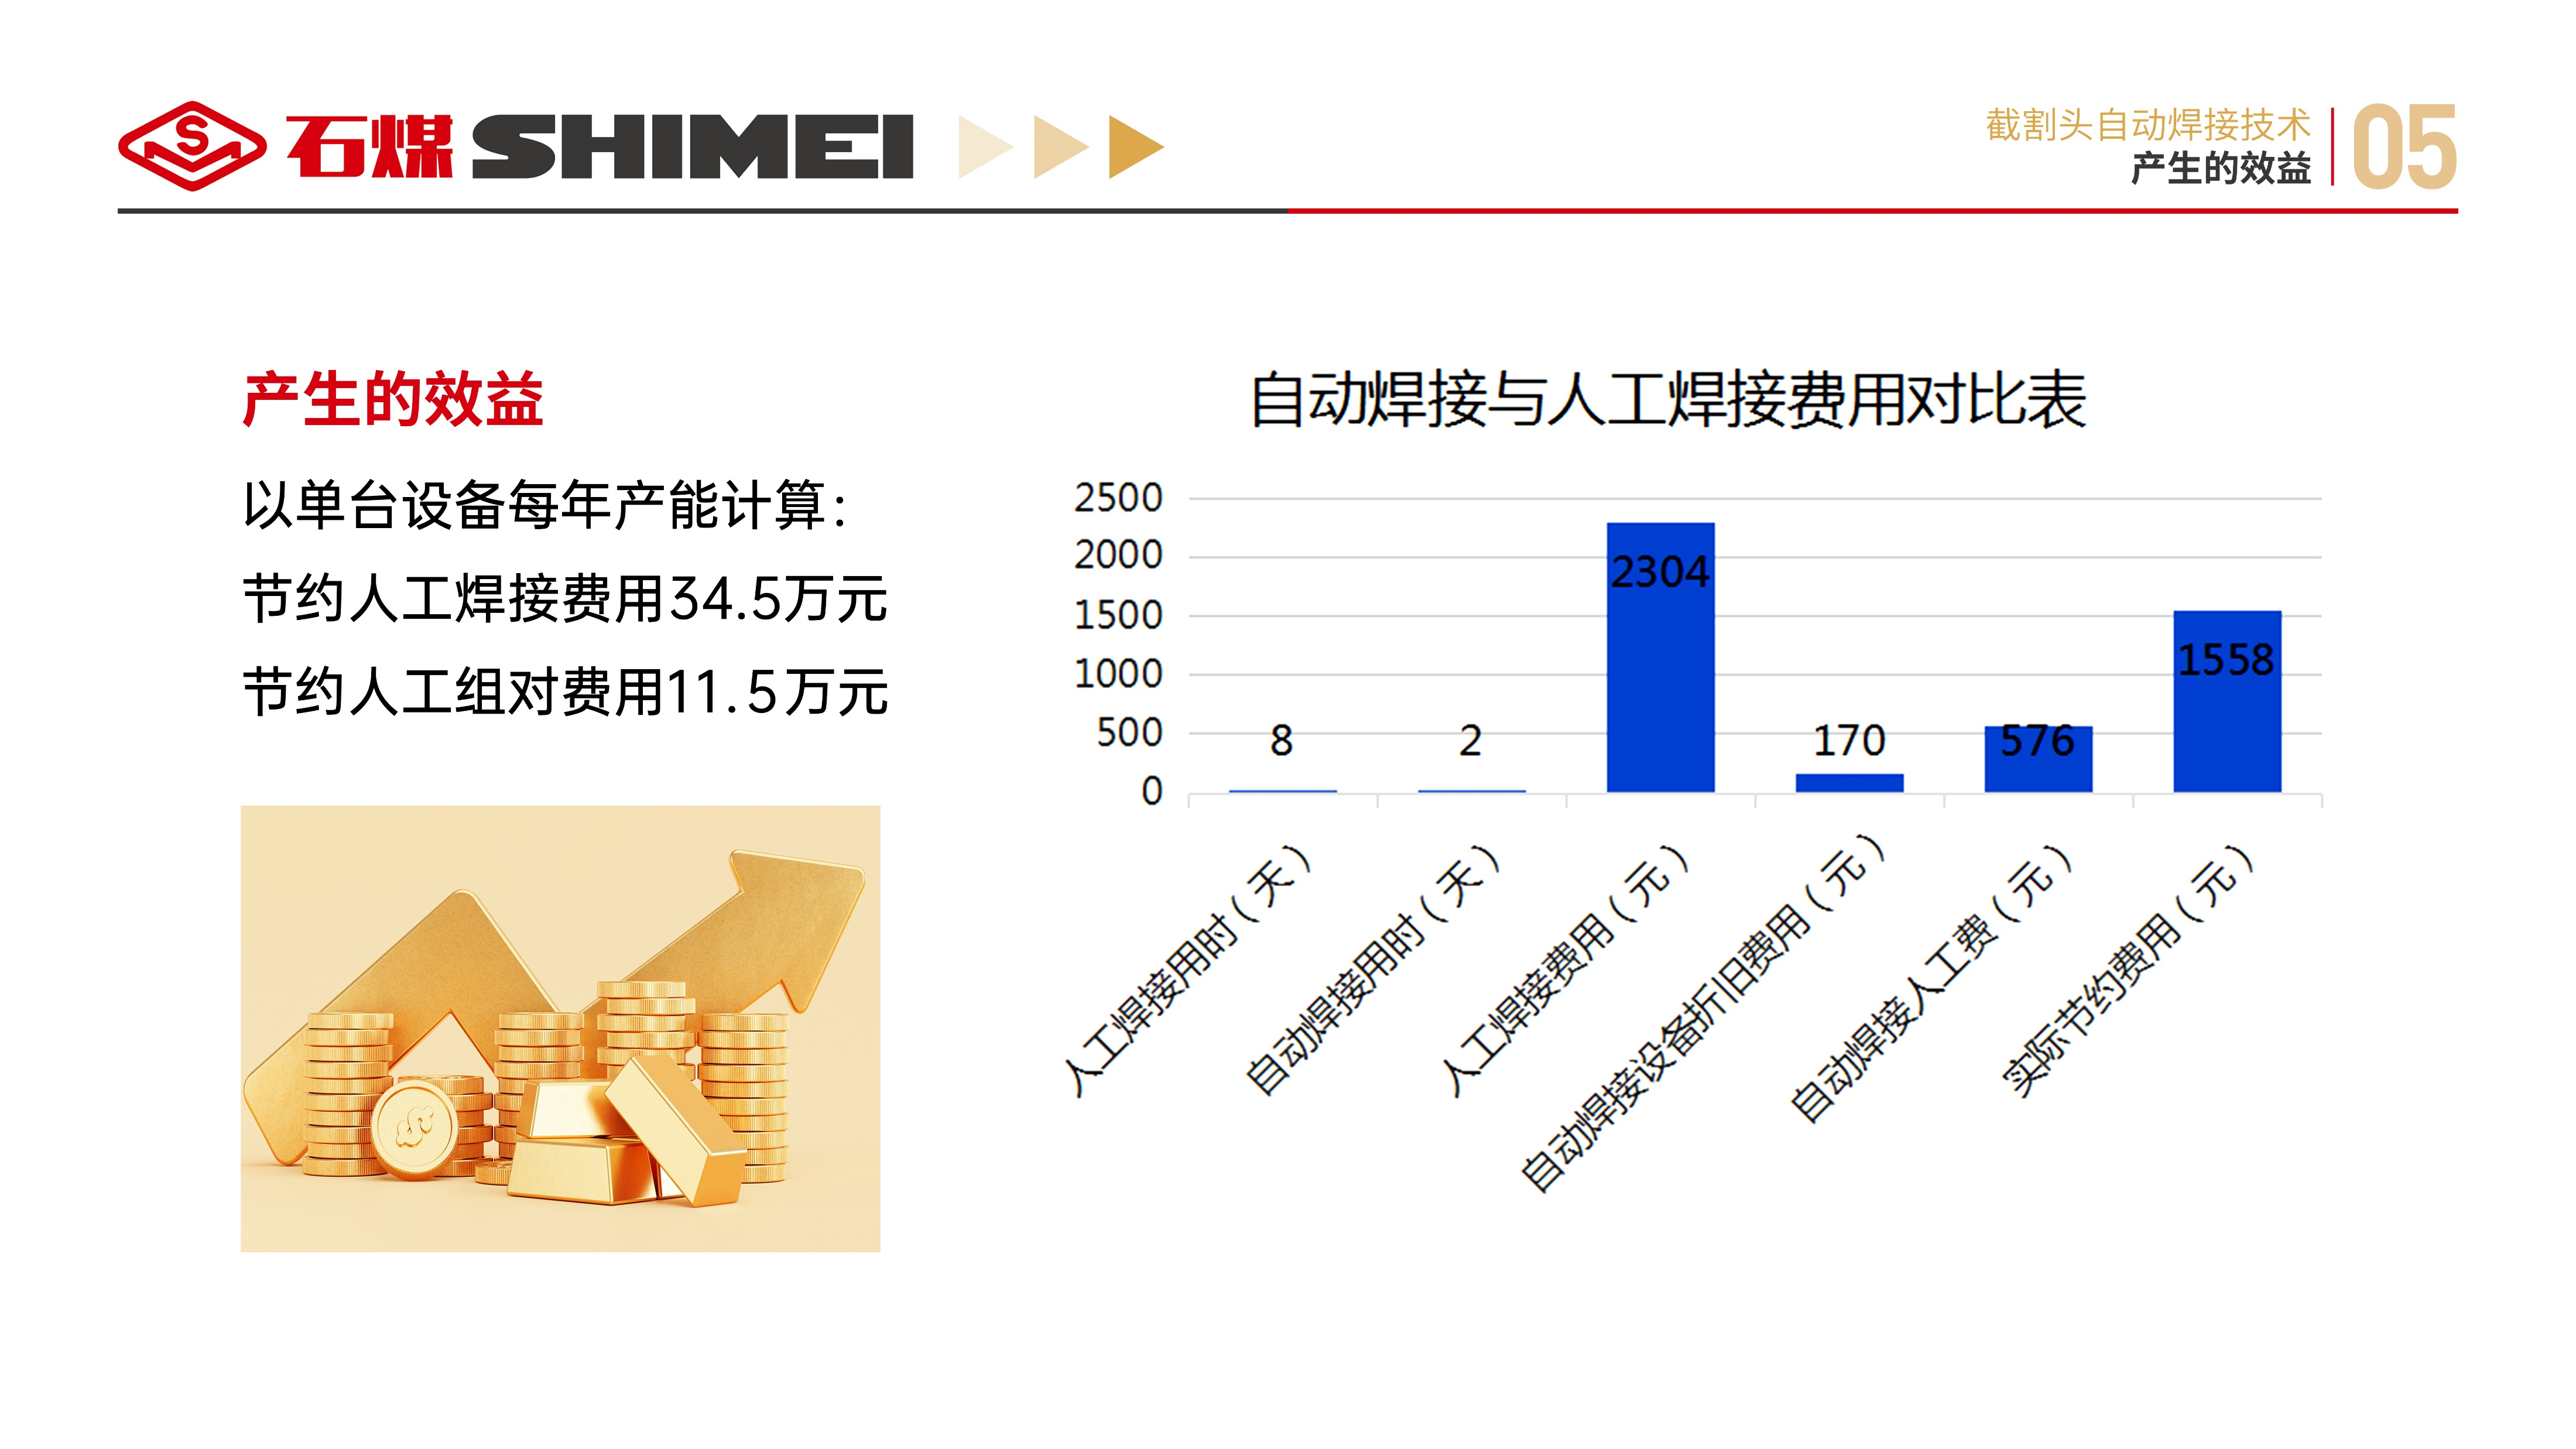 石煤 SHIMEI
截割头自动焊接技术
产生的效益
05
产生的效益
以单台设备每年产能计算：
节约人工焊接费用34.5万元
节约人工组对费用11.5万元
自动焊接与人工焊接费用对比表
2500
2000
1500
1000
500
0
8
2
2304
170
576
1558
人工焊接用时（天）
自动焊接用时（天）
人工焊接费用（元）
自动焊接设备折旧费用（元）
自动焊接人工费（元）
实际节约费用（元）